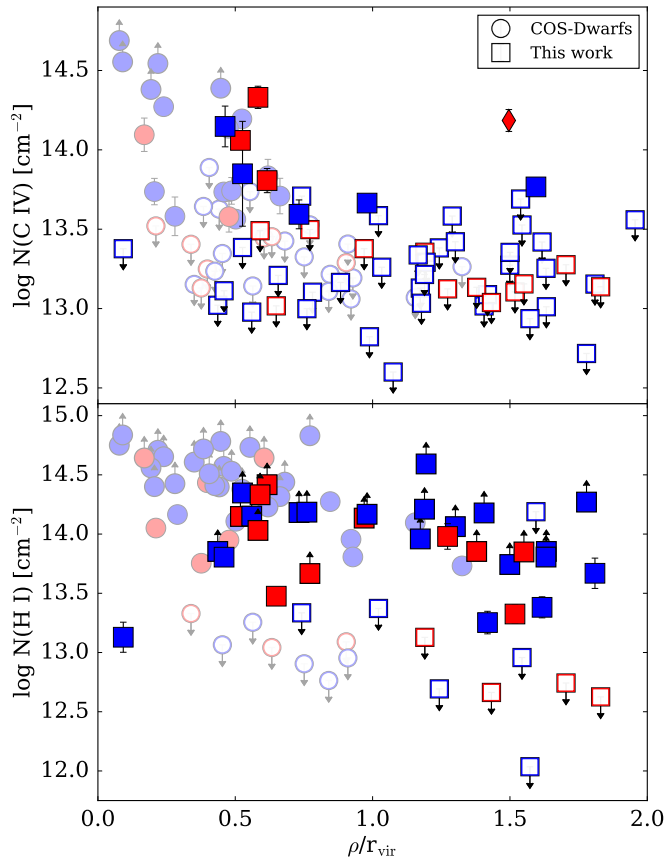 COS-Dwarfs
This work
log N(C IV) [cm⁻²]
14.5
14.0
13.5
13.0
12.5
log N(H I) [cm⁻²]
15.0
14.5
14.0
13.5
13.0
12.5
12.0
0.0 0.5 1.0 1.5 2.0
ρ/r_vir